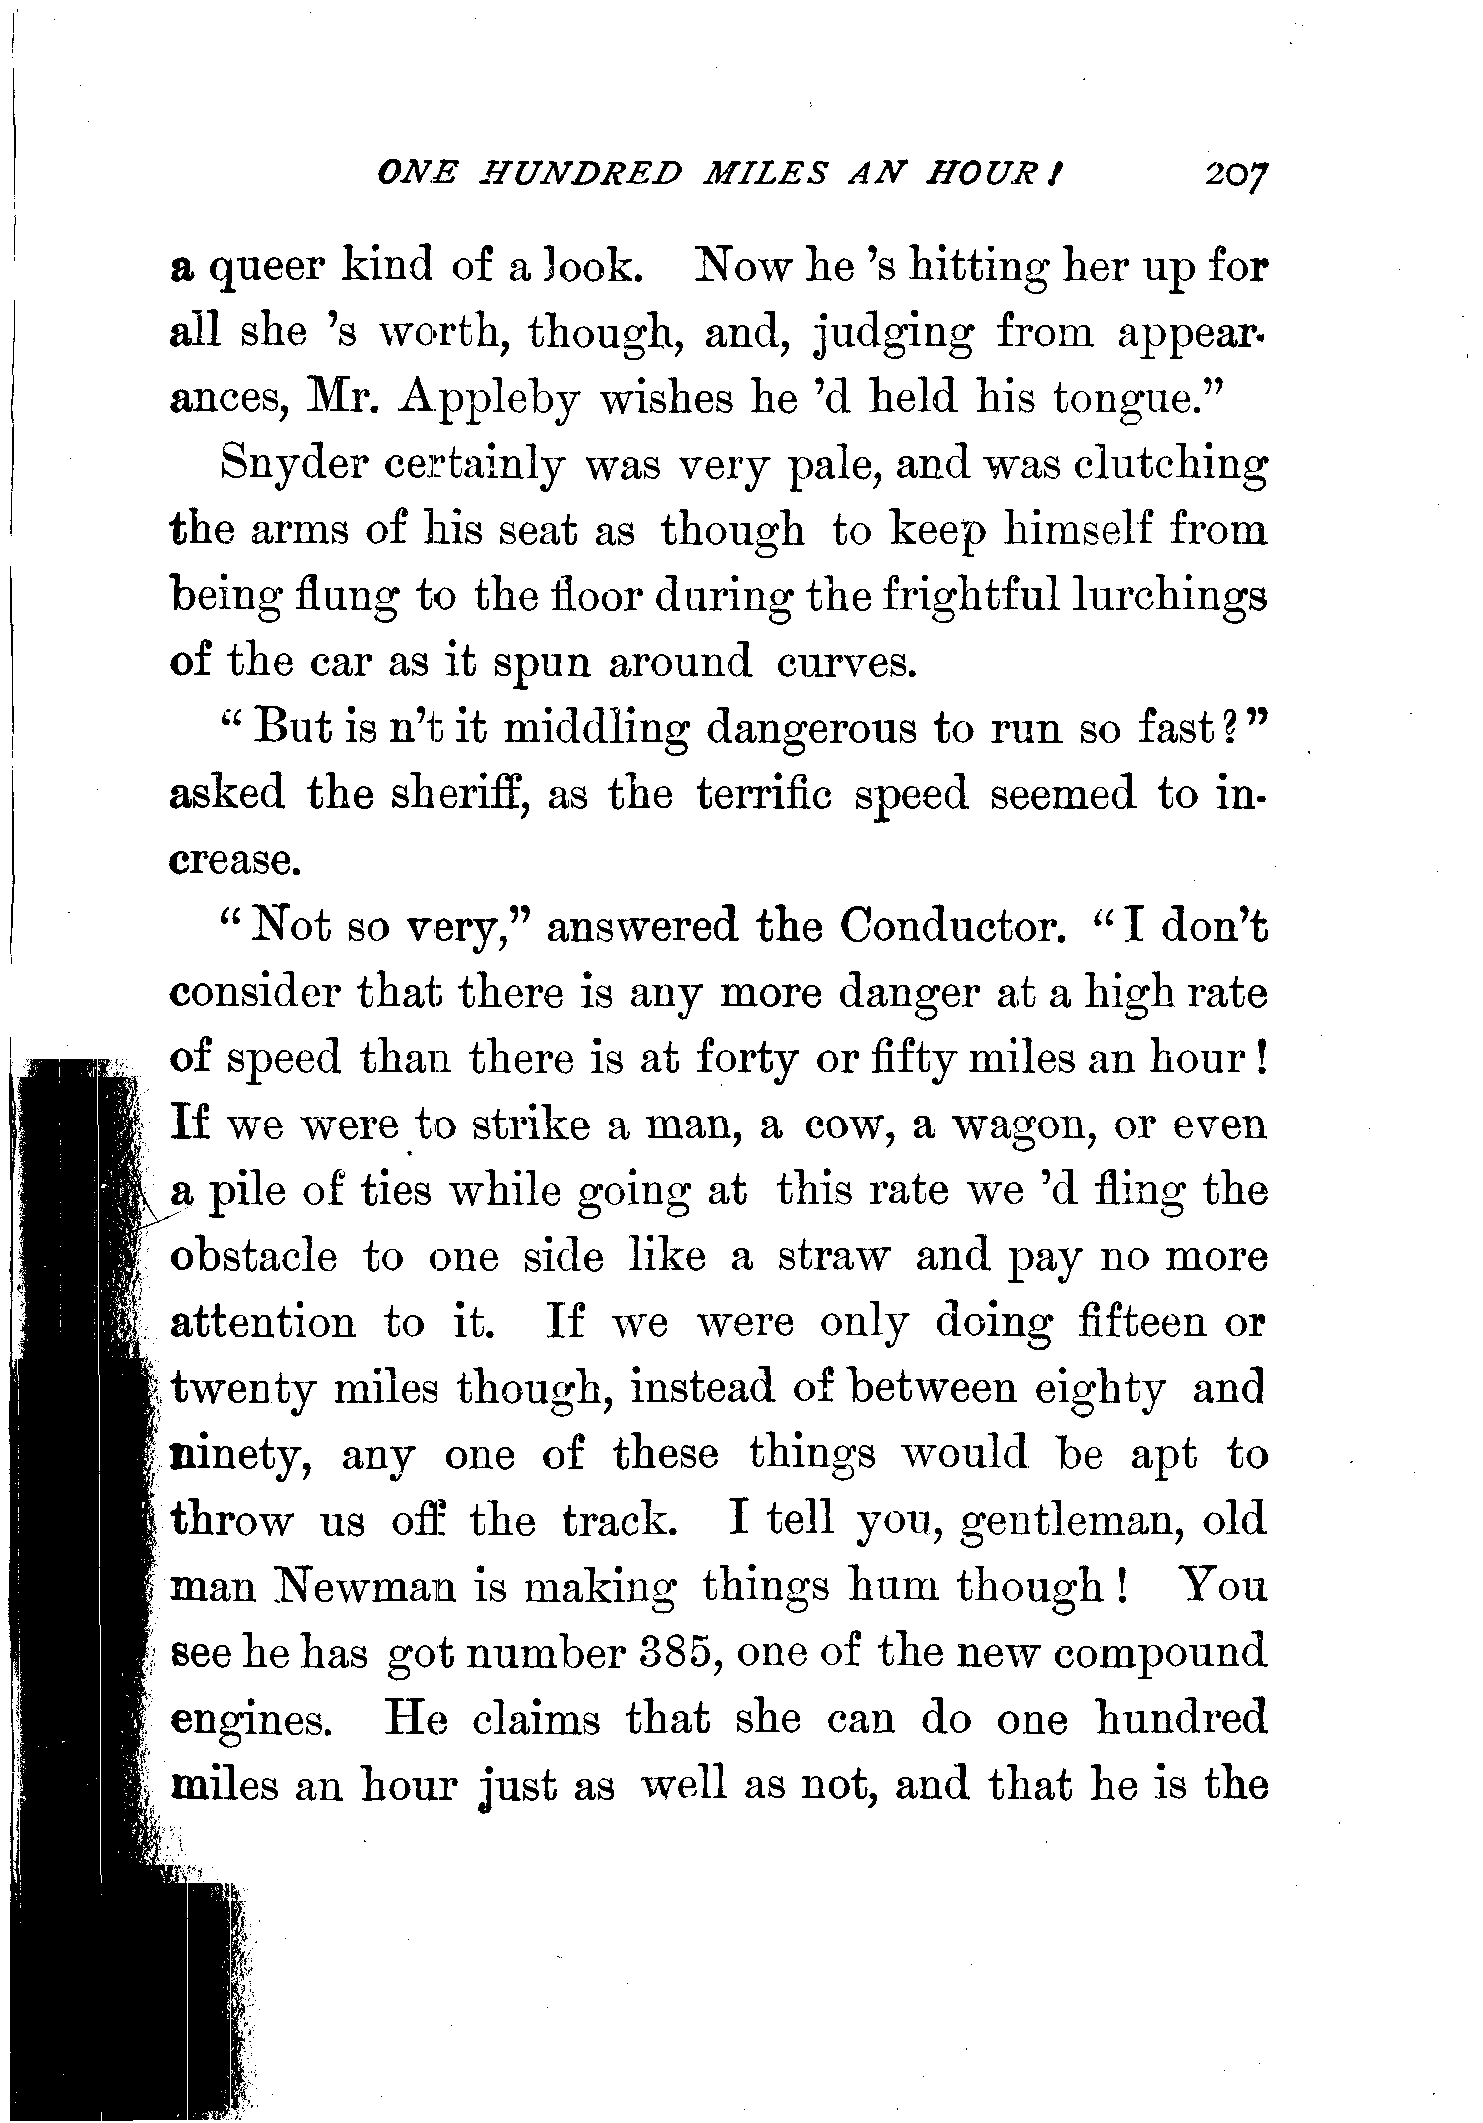 ONE HUNDRED MILES AN HOUR! 207
a queer kind of a look. Now he 's hitting her up for
all she 's worth, though, and, judging from appear-
ances, Mr. Appleby wishes he 'd held his tongue.”
Snyder certainly was very pale, and was clutching
the arms of his seat as though to keep himself from
being flung to the floor during the frightful lurchings
of the car as it spun around curves.
“ But is n't it middling dangerous to run so fast?”
asked the sheriff, as the terrific speed seemed to in-
crease.
“ Not so very,” answered the Conductor. “ I don't
consider that there is any more danger at a high rate
of speed than there is at forty or fifty miles an hour!
If we were to strike a man, a cow, a wagon, or even
a pile of ties while going at this rate we 'd fling the
obstacle to one side like a straw and pay no more
attention to it. If we were only doing fifteen or
twenty miles though, instead of between eighty and
ninety, any one of these things would be apt to
throw us off the track. I tell you, gentleman, old
man Newman is making things hum though! You
see he has got number 385, one of the new compound
engines. He claims that she can do one hundred
miles an hour just as well as not, and that he is the